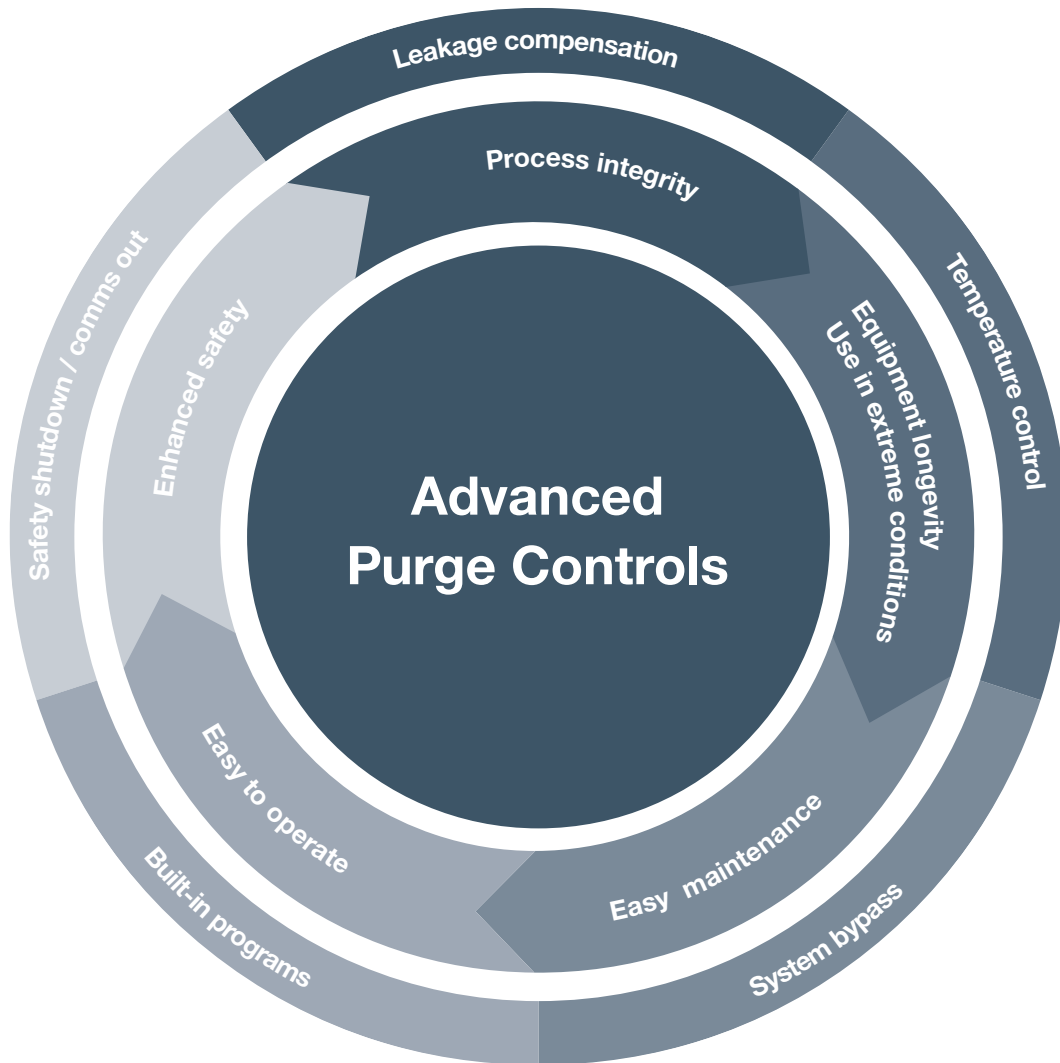 Leakage compensation
Process integrity
Temperature control
Equipment longevity
Use in extreme conditions
System bypass
Easy maintenance
Built-in programs
Easy to operate
Safety shutdown / comms out
Enhanced safety
Advanced
Purge Controls